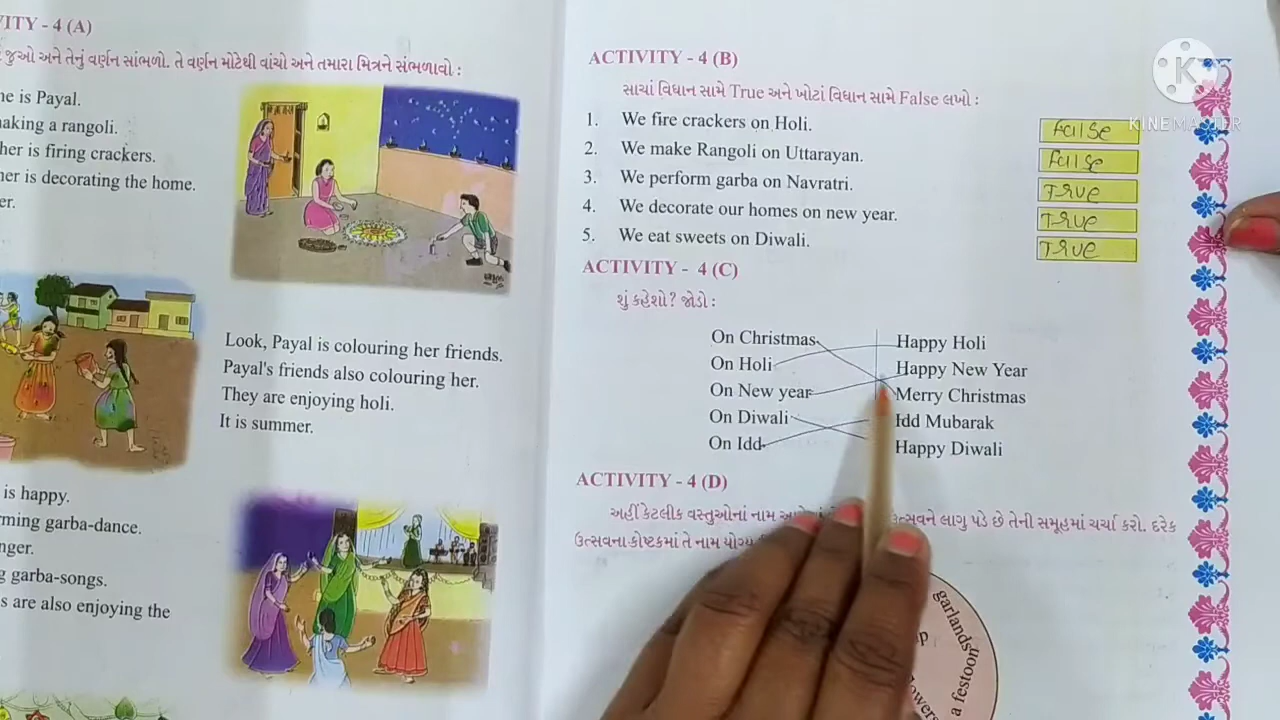 VITY - 4 (A)
જુઓ અને તેનું વર્ણન સાંભળો. તે વર્ણન મોટેથી વાંચો અને તમારા મિત્રને સંભળાવો :
ne is Payal.
aking a rangoli.
her is firing crackers.
her is decorating the home.
er.
Look, Payal is colouring her friends.
Payal's friends also colouring her.
They are enjoying holi.
It is summer.
is happy.
rming garba-dance.
nger.
g garba-songs.
s are also enjoying the
ACTIVITY - 4 (B)
સાચાં વિધાન સામે True અને ખોટાં વિધાન સામે False લખો :
1. We fire crackers on Holi. False
2. We make Rangoli on Uttarayan. False
3. We perform garba on Navratri. True
4. We decorate our homes on new year. True
5. We eat sweets on Diwali. True
ACTIVITY - 4 (C)
શું કહેશો? જોડો :
On Christmas Happy Holi
On Holi Happy New Year
On New year Merry Christmas
On Diwali Idd Mubarak
On Idd Happy Diwali
ACTIVITY - 4 (D)
અહીં કેટલીક વસ્તુઓનાં નામ ઉત્સવને લાગુ પડે છે તેની સમૂહમાં ચર્ચા કરો. દરેક
ઉત્સવના કોષ્ટકમાં તે નામ
garlands
a festoon
lowers
K
KINEMASTER